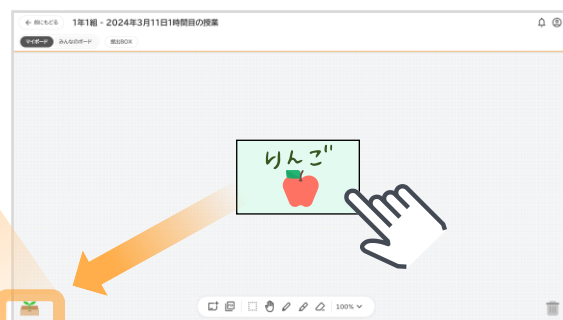 ← 前にもどる
1年1組 - 2024年3月11日1時間目の授業
マイボード
みんなのボード
提出BOX
りんご
100%